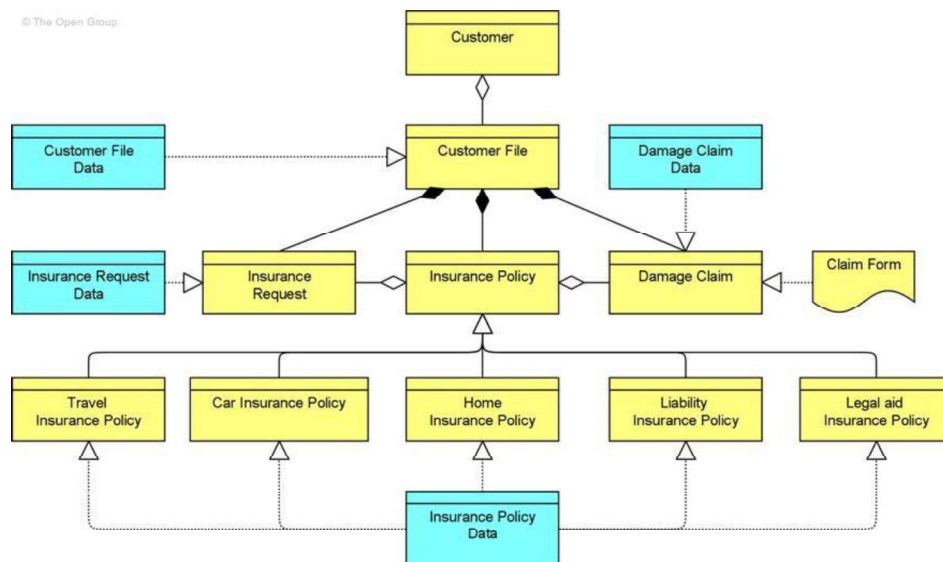 © The Open Group
Customer
Customer File
Data
Customer File
Damage Claim
Data
Insurance Request
Data
Insurance
Request
Insurance Policy
Damage Claim
Claim Form
Travel
Insurance Policy
Car Insurance Policy
Home
Insurance Policy
Liability
Insurance Policy
Legal aid
Insurance Policy
Insurance Policy
Data